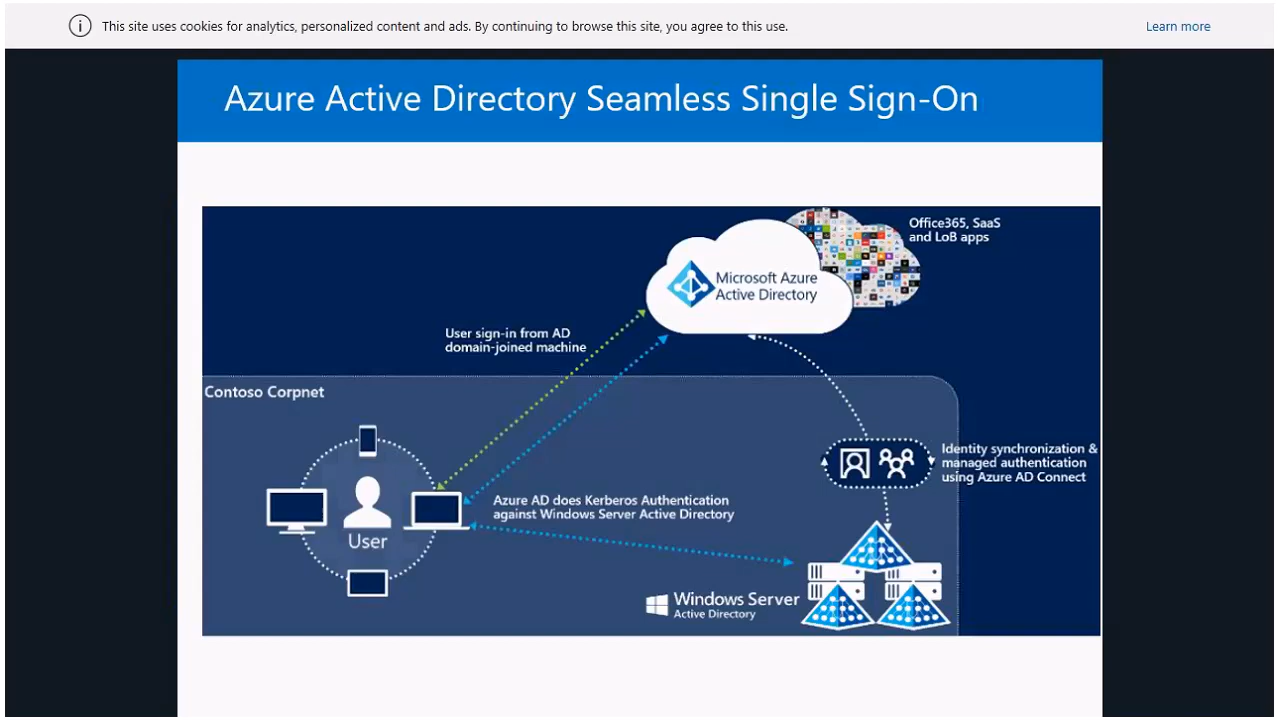 This site uses cookies for analytics, personalized content and ads. By continuing to browse this site, you agree to this use.
Learn more
Azure Active Directory Seamless Single Sign-On
Office365, SaaS
and LoB apps
Microsoft Azure
Active Directory
User sign-in from AD
domain-joined machine
Contoso Corpnet
Identity synchronization &
managed authentication
using Azure AD Connect
Azure AD does Kerberos Authentication
against Windows Server Active Directory
User
Windows Server
Active Directory